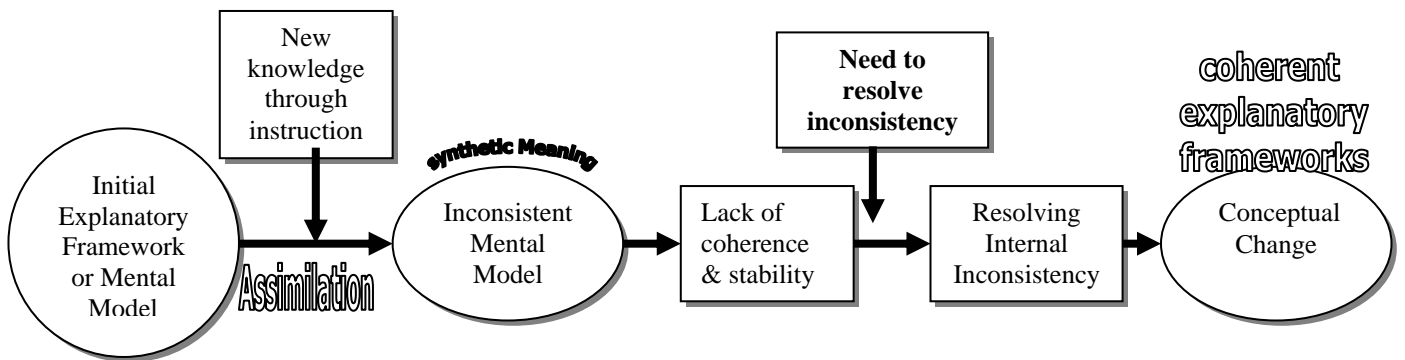 New
knowledge
through
instruction
Need to
resolve
inconsistency
coherent
explanatory
frameworks
synthetic Meaning
Initial
Explanatory
Framework
or Mental
Model
Assimilation
Inconsistent
Mental
Model
Lack of
coherence
& stability
Resolving
Internal
Inconsistency
Conceptual
Change